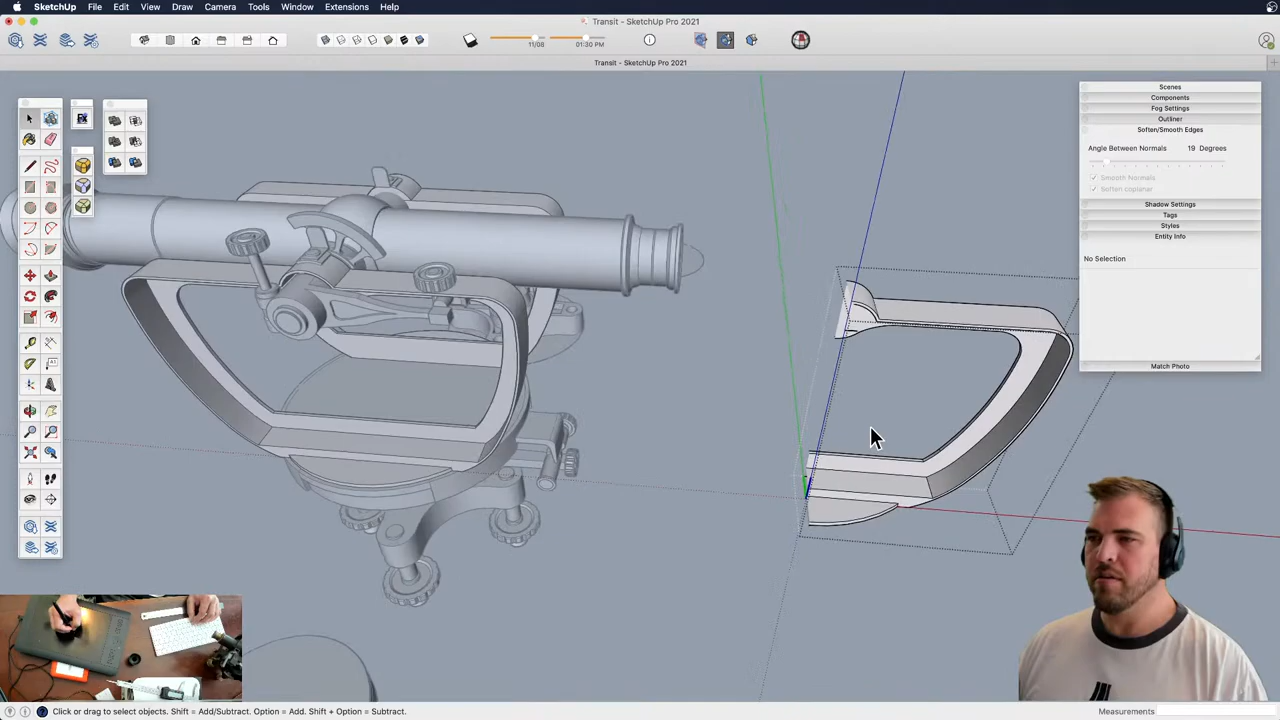 SketchUp File Edit View Draw Camera Tools Window Extensions Help
Transit - SketchUp Pro 2021
11/08 01:30 PM
Transit - SketchUp Pro 2021
Scenes
Components
Fog Settings
Outliner
Soften/Smooth Edges
Angle Between Normals 19 Degrees
Smooth Normals
Soften coplanar
Shadow Settings
Tags
Styles
Entity Info
No Selection
Match Photo
Click or drag to select objects. Shift = Add/Subtract. Option = Add. Shift + Option = Subtract.
Measurements